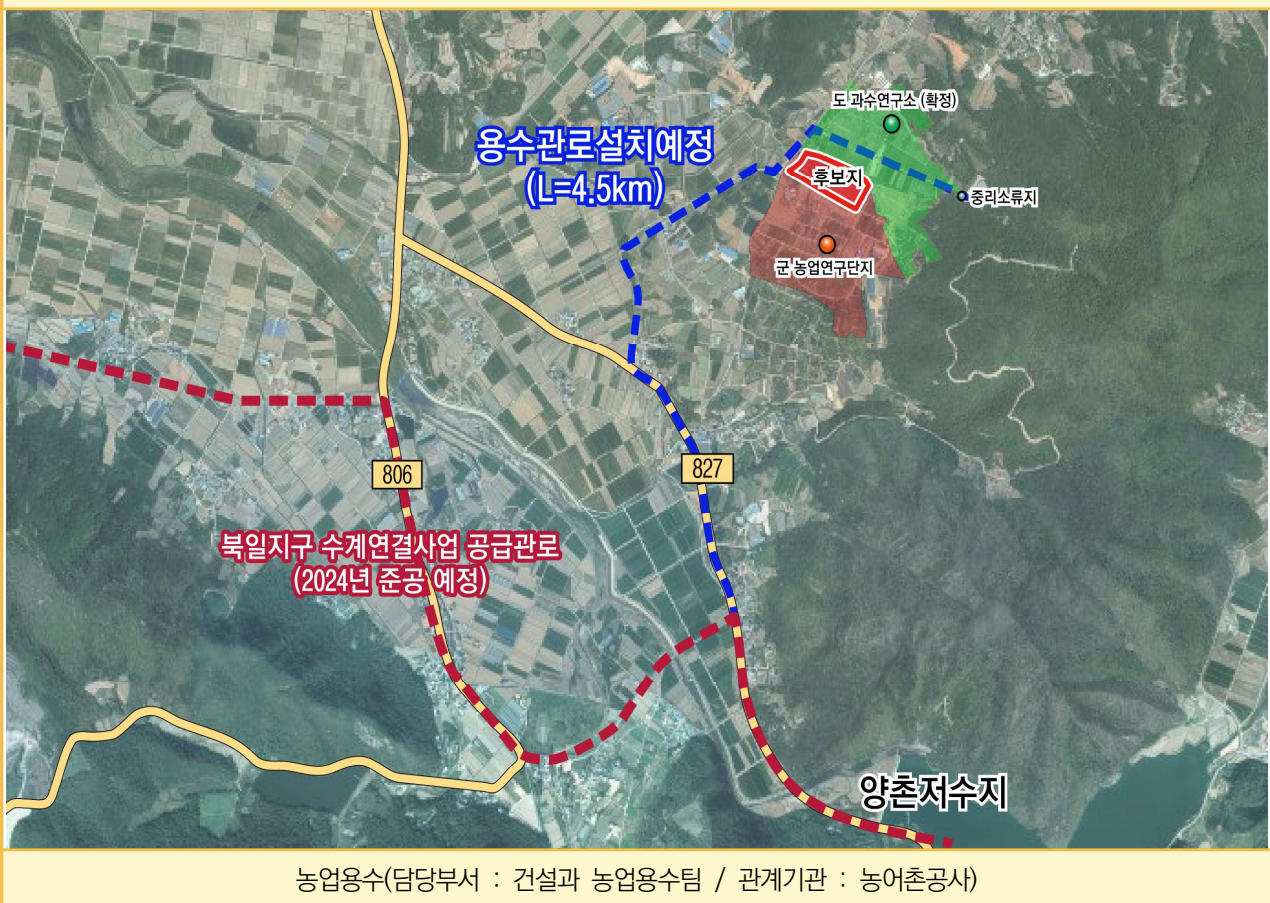 도 과수연구소 (확정)
용수관로설치예정
(L=4.5km)
후보지
중리소류지
군 농업연구단지
806
827
북일지구 수계연결사업 공급관로
(2024년 준공 예정)
양촌저수지
농업용수(담당부서 : 건설과 농업용수팀 / 관계기관 : 농어촌공사)